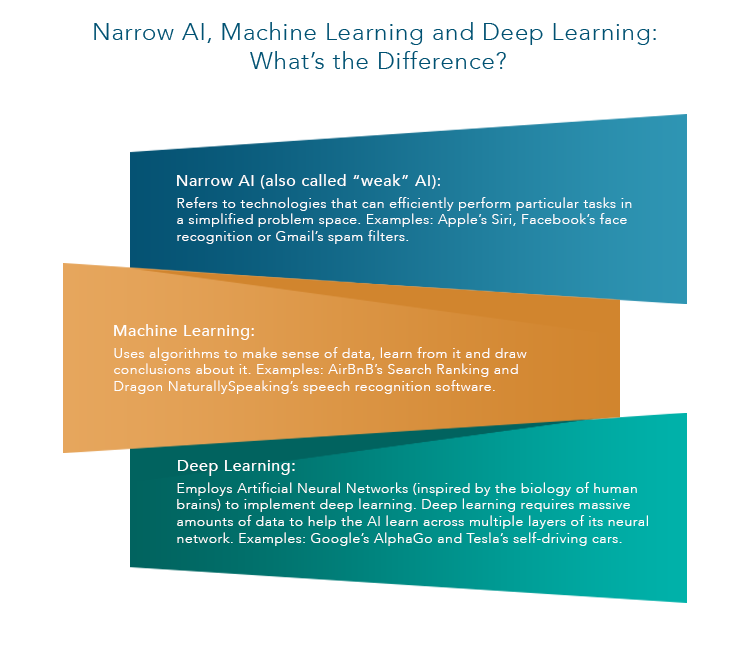 Narrow AI, Machine Learning and Deep Learning:
What's the Difference?
Narrow AI (also called “weak” AI):
Refers to technologies that can efficiently perform particular tasks in
a simplified problem space. Examples: Apple's Siri, Facebook's face
recognition or Gmail's spam filters.
Machine Learning:
Uses algorithms to make sense of data, learn from it and draw
conclusions about it. Examples: AirBnB's Search Ranking and
Dragon NaturallySpeaking's speech recognition software.
Deep Learning:
Employs Artificial Neural Networks (inspired by the biology of human
brains) to implement deep learning. Deep learning requires massive
amounts of data to help the AI learn across multiple layers of its neural
network. Examples: Google's AlphaGo and Tesla's self-driving cars.